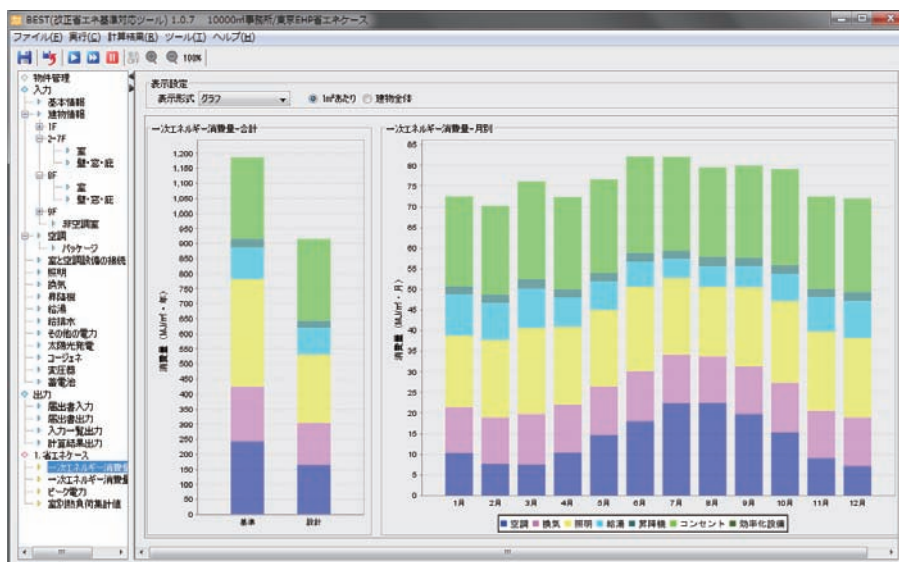 BEST(改正省エネ基準対応ツール) 1.0.7 10000㎡事務所/東京EHP省エネケース
ファイル(F) 実行(C) 計算結果(R) ツール(T) ヘルプ(H)
100%
物件管理
入力
基本情報
建物情報
1F
2-7F
室
壁・窓・庇
8F
室
壁・窓・庇
9F
非空調室
空調
パッケージ
室と空調設備の接続
照明
換気
昇降機
給湯
給排水
その他の電力
太陽光発電
コージェネ
変圧器
蓄電池
出力
届出書入力
届出書出力
入力一覧出力
計算結果出力
1.省エネケース
一次エネルギー消費量
一次エネルギー消費量
ピーク電力
室別熱負荷集計値
表示設定
表示形式 グラフ 1㎡あたり 建物全体
一次エネルギー消費量-合計
消費量 (MJ/㎡・年)
1,200
1,150
1,100
1,050
1,000
950
900
850
800
750
700
650
600
550
500
450
400
350
300
250
200
150
100
50
0
基準 設計
一次エネルギー消費量-月別
消費量 (MJ/㎡・月)
85
80
75
70
65
60
55
50
45
40
35
30
25
20
15
10
5
0
1月 2月 3月 4月 5月 6月 7月 8月 9月 10月 11月 12月
空調 換気 照明 給湯 昇降機 コンセント 効率化設備